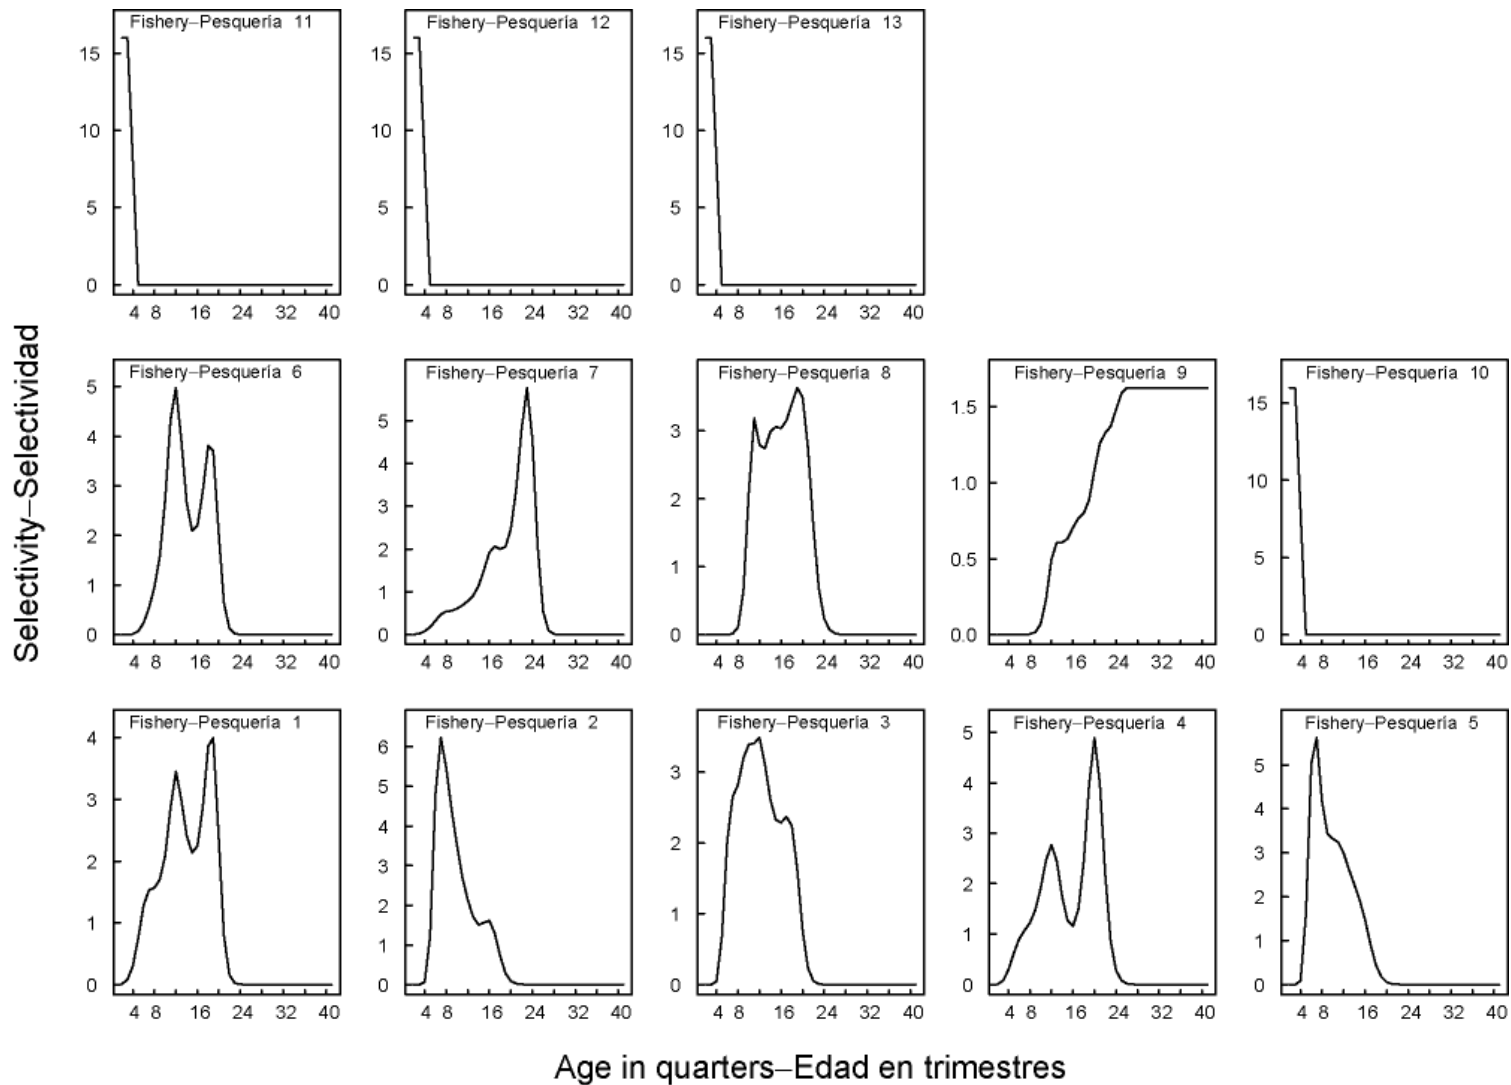 Fishery–Pesquería 11
Fishery–Pesquería 12
Fishery–Pesquería 13
15
10
5
0
4 8 16 24 32 40
15
10
5
0
4 8 16 24 32 40
15
10
5
0
4 8 16 24 32 40
Selectivity–Selectividad
Fishery–Pesquería 6
Fishery–Pesquería 7
Fishery–Pesquería 8
Fishery–Pesquería 9
Fishery–Pesquería 10
5
4
3
2
1
0
4 8 16 24 32 40
5
4
3
2
1
0
4 8 16 24 32 40
3
2
1
0
4 8 16 24 32 40
1.5
1.0
0.5
0.0
4 8 16 24 32 40
15
10
5
0
4 8 16 24 32 40
Fishery–Pesquería 1
Fishery–Pesquería 2
Fishery–Pesquería 3
Fishery–Pesquería 4
Fishery–Pesquería 5
4
3
2
1
0
4 8 16 24 32 40
6
5
4
3
2
1
0
4 8 16 24 32 40
3
2
1
0
4 8 16 24 32 40
5
4
3
2
1
0
4 8 16 24 32 40
5
4
3
2
1
0
4 8 16 24 32 40
Age in quarters–Edad en trimestres